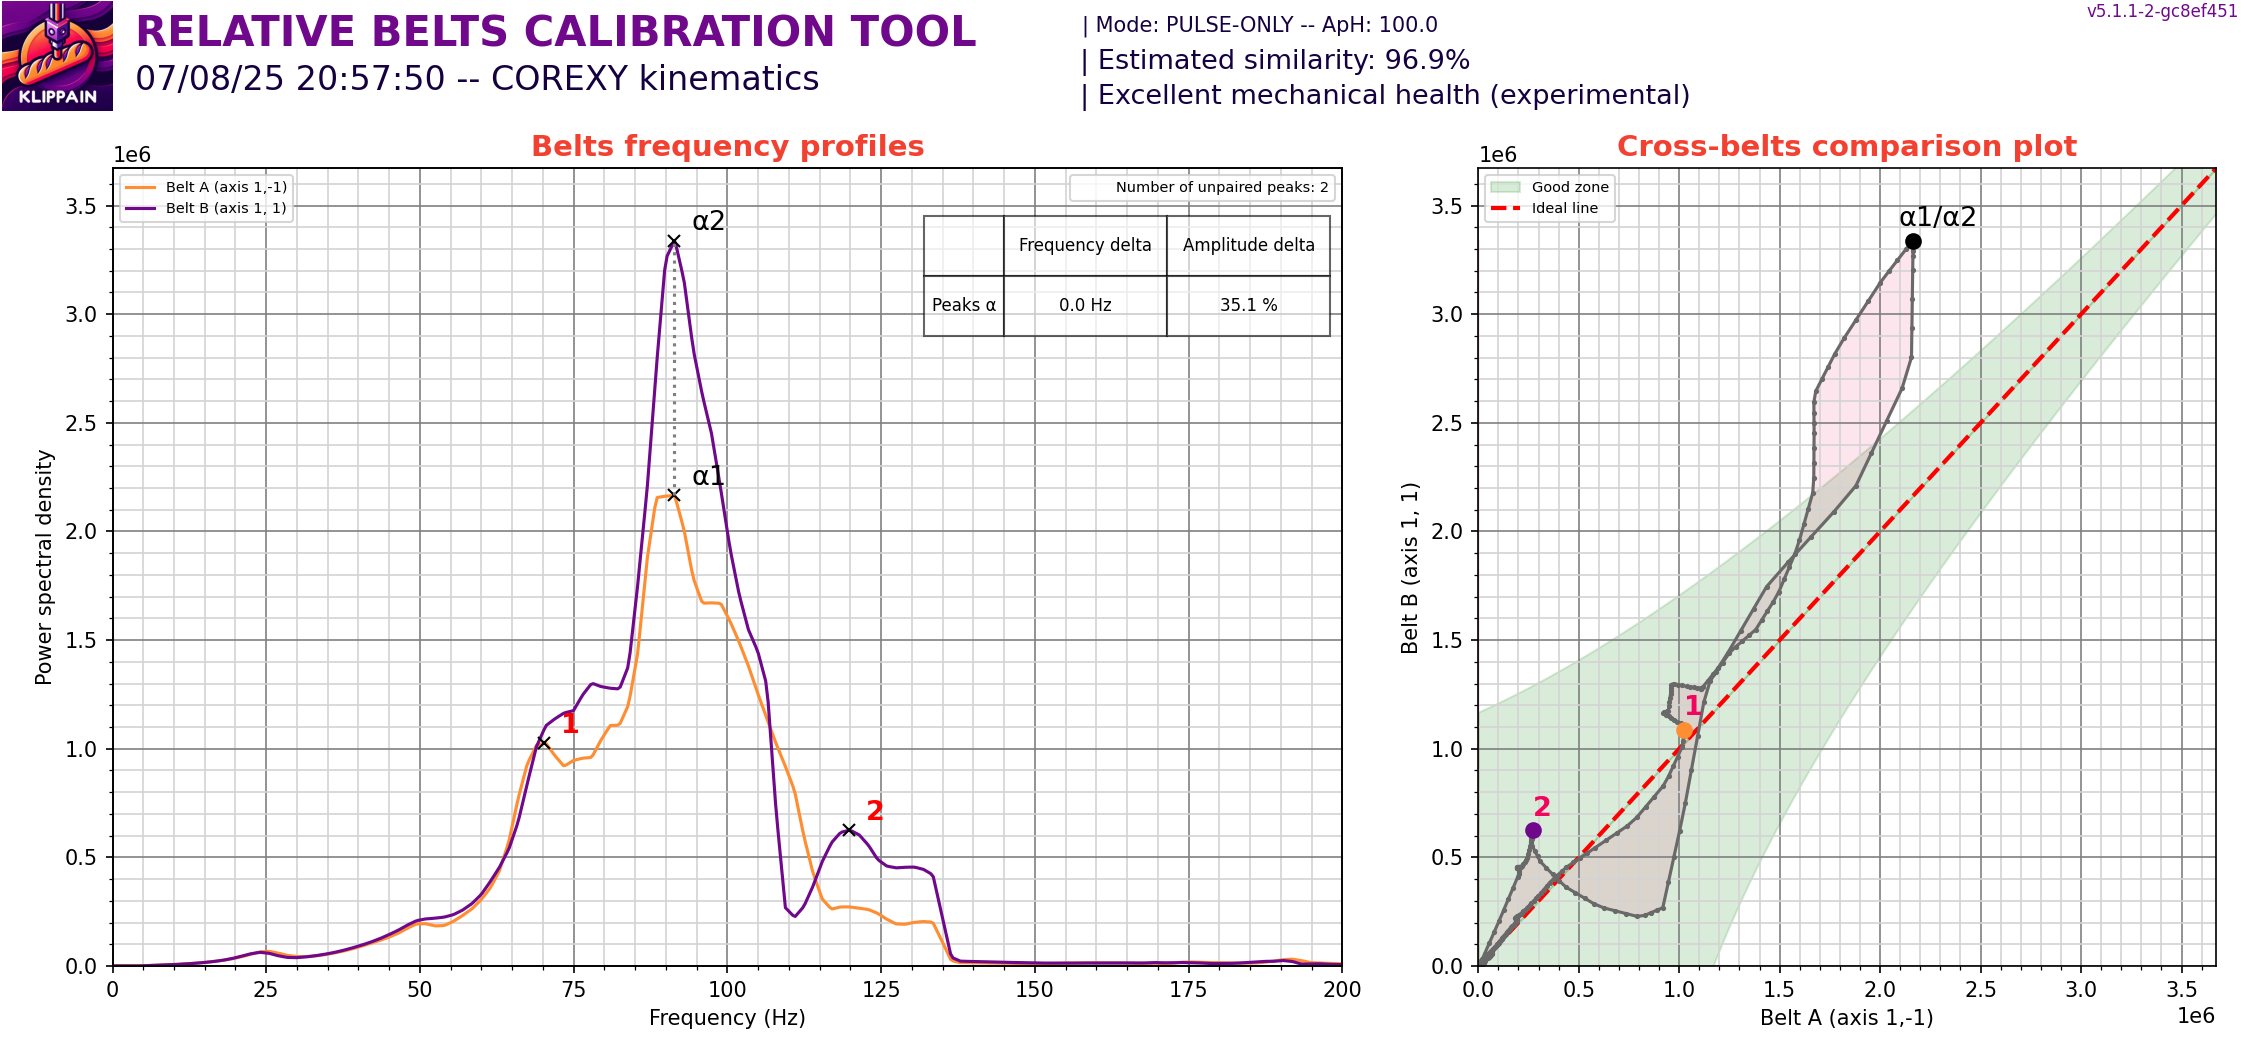 KLIPPAIN
RELATIVE BELTS CALIBRATION TOOL
07/08/25 20:57:50 -- COREXY kinematics
| Mode: PULSE-ONLY -- ApH: 100.0
| Estimated similarity: 96.9%
| Excellent mechanical health (experimental)
v5.1.1-2-gc8ef451
Belts frequency profiles
1e6
Belt A (axis 1,-1)
Belt B (axis 1, 1)
Number of unpaired peaks: 2
Frequency delta Amplitude delta
Peaks α 0.0 Hz 35.1 %
α2
α1
1
2
3.5
3.0
2.5
2.0
1.5
1.0
0.5
0.0
Power spectral density
0 25 50 75 100 125 150 175 200
Frequency (Hz)
Cross-belts comparison plot
1e6
Good zone
Ideal line
α1/α2
1
2
3.5
3.0
2.5
2.0
1.5
1.0
0.5
0.0
Belt B (axis 1, 1)
0.0 0.5 1.0 1.5 2.0 2.5 3.0 3.5
Belt A (axis 1,-1)
1e6